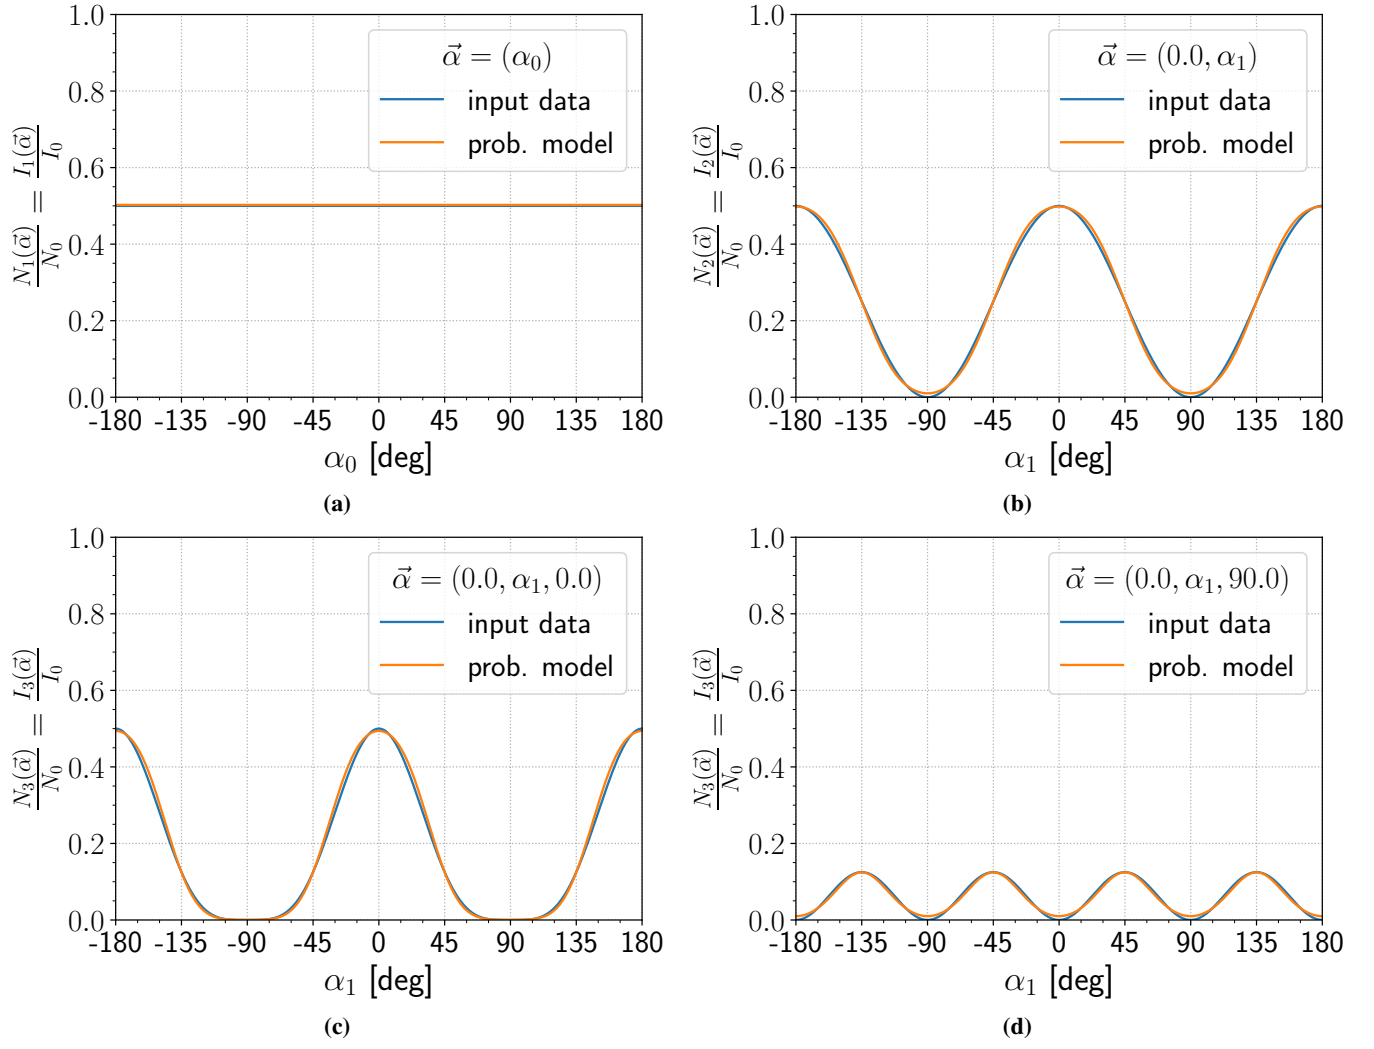 1.0
0.8
0.6
0.4
0.2
0.0
N₁(α⃗)/N₀ = I₁(α⃗)/I₀
α⃗ = (α₀)
input data
prob. model
-180 -135 -90 -45 0 45 90 135 180
α₀ [deg]
(a)
1.0
0.8
0.6
0.4
0.2
0.0
N₂(α⃗)/N₀ = I₂(α⃗)/I₀
α⃗ = (0.0, α₁)
input data
prob. model
-180 -135 -90 -45 0 45 90 135 180
α₁ [deg]
(b)
1.0
0.8
0.6
0.4
0.2
0.0
N₃(α⃗)/N₀ = I₃(α⃗)/I₀
α⃗ = (0.0, α₁, 0.0)
input data
prob. model
-180 -135 -90 -45 0 45 90 135 180
α₁ [deg]
(c)
1.0
0.8
0.6
0.4
0.2
0.0
N₃(α⃗)/N₀ = I₃(α⃗)/I₀
α⃗ = (0.0, α₁, 90.0)
input data
prob. model
-180 -135 -90 -45 0 45 90 135 180
α₁ [deg]
(d)